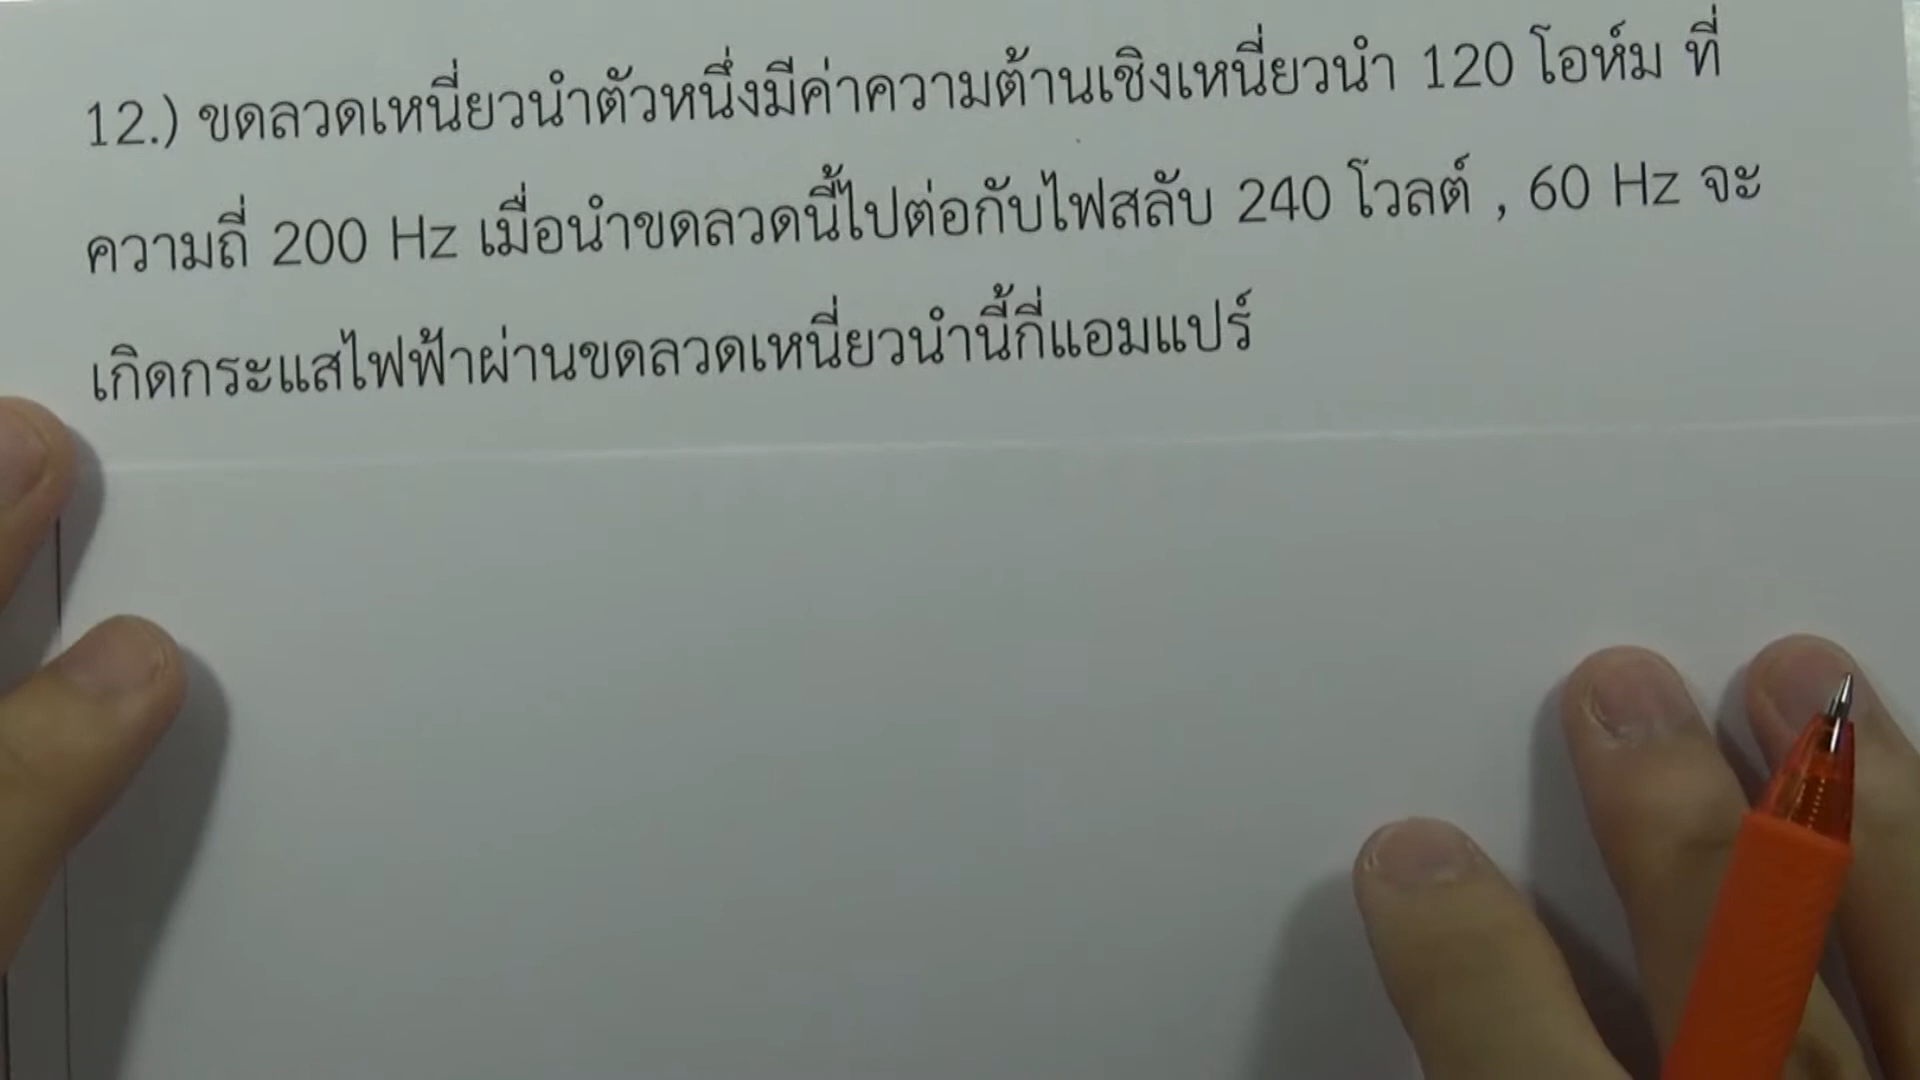 12.) ขดลวดเหนี่ยวนำตัวหนึ่งมีค่าความต้านเชิงเหนี่ยวนำ 120 โอห์ม ที่
ความถี่ 200 Hz เมื่อนำขดลวดนี้ไปต่อกับไฟสลับ 240 โวลต์ , 60 Hz จะ
เกิดกระแสไฟฟ้าผ่านขดลวดเหนี่ยวนำนี้กี่แอมแปร์